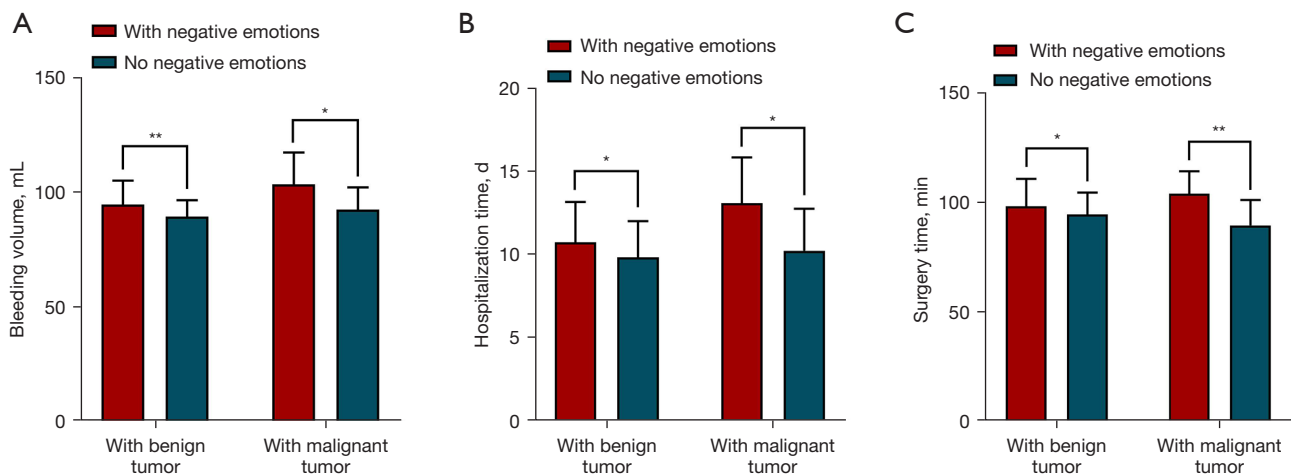 A
With negative emotions
No negative emotions
150
100
50
0
Bleeding volume, mL
**
*
With benign
tumor
With malignant
tumor
B
With negative emotions
No negative emotions
20
15
10
5
0
Hospitalization time, d
*
*
With benign
tumor
With malignant
tumor
C
With negative emotions
No negative emotions
150
100
50
0
Surgery time, min
*
**
With benign
tumor
With malignant
tumor